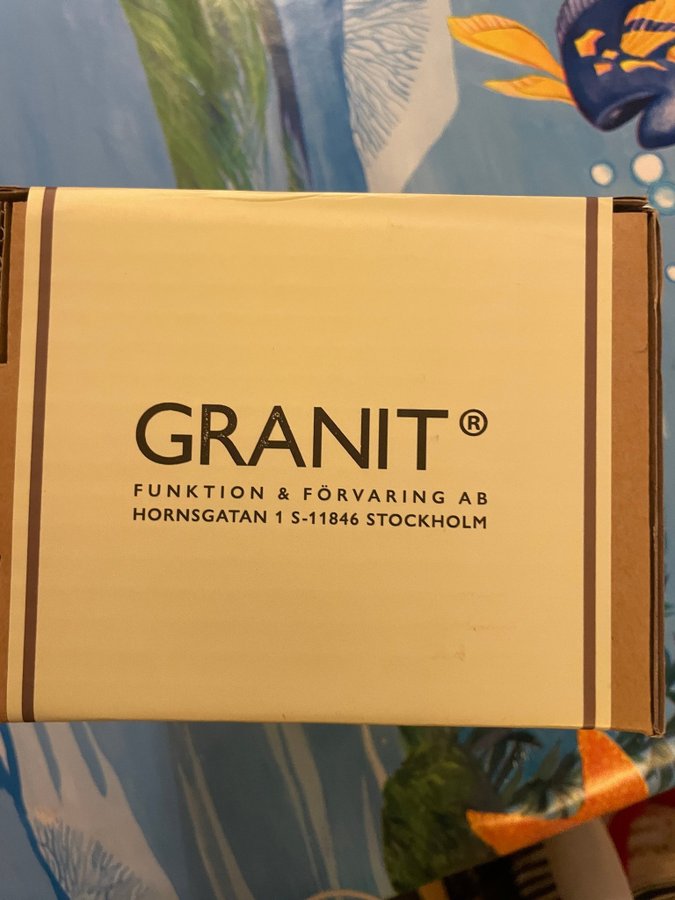 GRANIT®
FUNKTION & FÖRVARING AB
HORNSGATAN 1 S-11846 STOCKHOLM